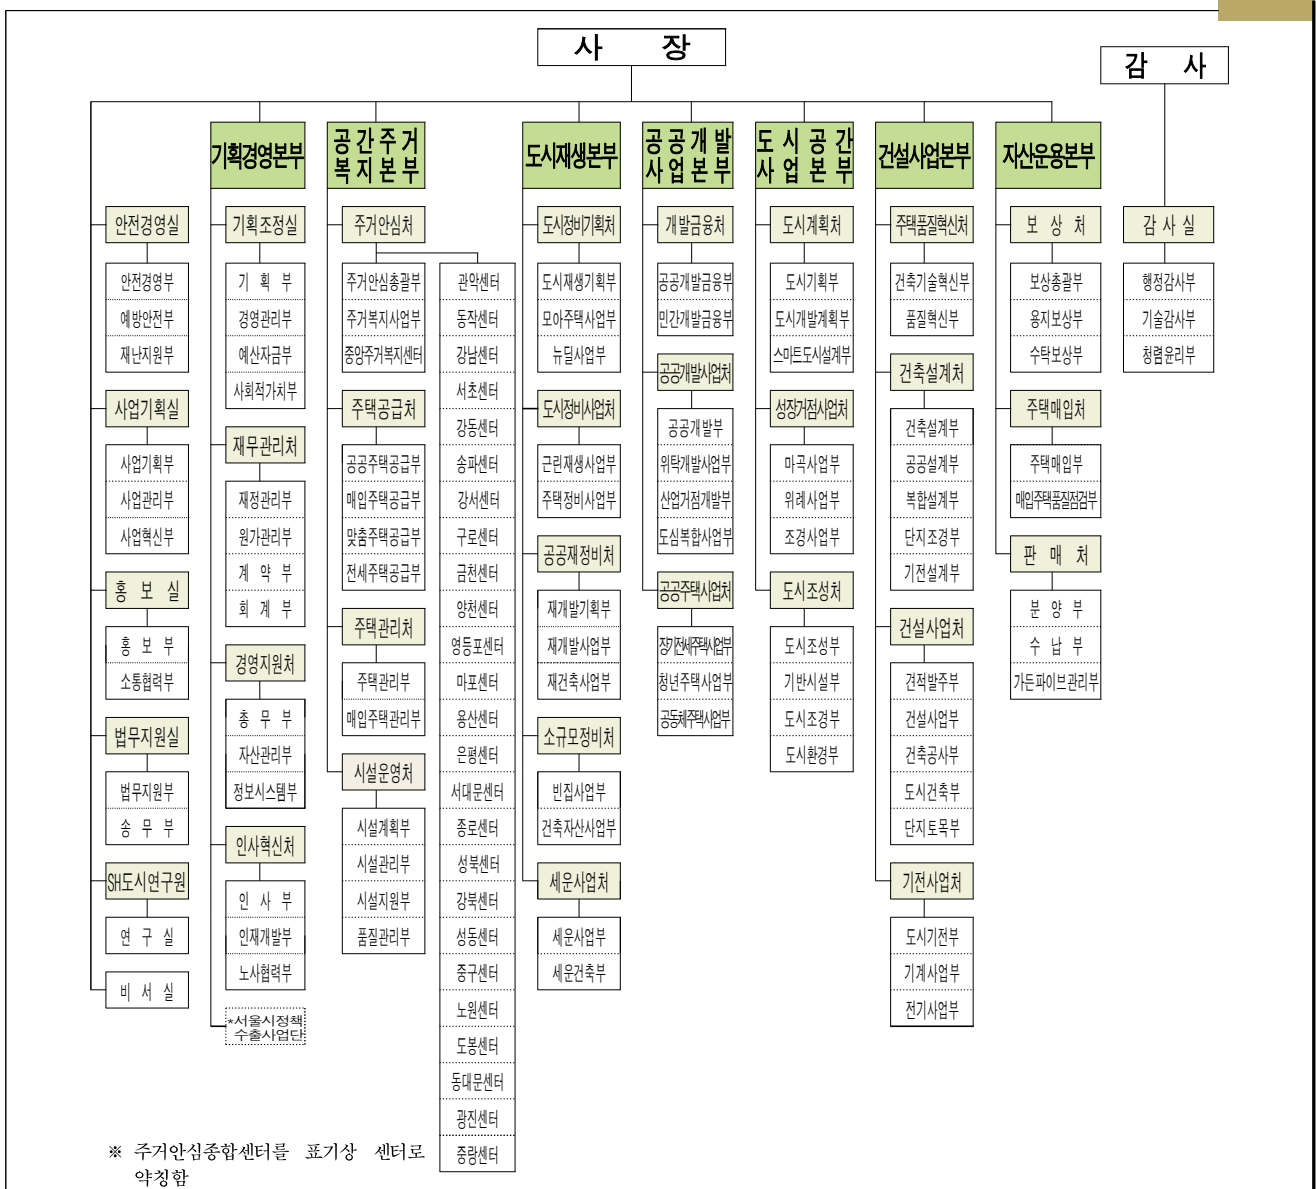 사 장
감 사
기획경영본부
공간주거
복지본부
도시재생본부
공공개발
사업본부
도시공간
사업본부
건설사업본부
자산운용본부
안전경영실
안전경영부
예방안전부
재난지원부
사업기획실
사업기획부
사업관리부
사업혁신부
홍 보 실
홍 보 부
소통협력부
법무지원실
법무지원부
송 무 부
SH도시연구원
연 구 실
비 서 실
기획조정실
기 획 부
경영관리부
예산자금부
사회적가치부
재무관리처
재정관리부
원가관리부
계 약 부
회 계 부
경영지원처
총 무 부
자산관리부
정보시스템부
인사혁신처
인 사 부
인재개발부
노사협력부
*서울시정책
수출사업단
주거안심처
주거안심총괄부
주거복지사업부
중앙주거복지센터
주택공급처
공공주택공급부
매입주택공급부
맞춤주택공급부
전세주택공급부
주택관리처
주택관리부
매입주택관리부
시설운영처
시설계획부
시설관리부
시설지원부
품질관리부
관악센터
동작센터
강남센터
서초센터
강동센터
송파센터
강서센터
구로센터
금천센터
양천센터
영등포센터
마포센터
용산센터
은평센터
서대문센터
종로센터
성북센터
강북센터
성동센터
중구센터
노원센터
도봉센터
동대문센터
광진센터
중랑센터
도시정비기획처
도시재생기획부
모아주택사업부
뉴딜사업부
도시정비사업처
근린재생사업부
주택정비사업부
공공재정비처
재개발기획부
재개발사업부
재건축사업부
소규모정비처
빈집사업부
건축자산사업부
세운사업처
세운사업부
세운건축부
개발금융처
공공개발금융부
민간개발금융부
공공개발사업처
공공개발부
위탁개발사업부
산업거점개발부
도심복합사업부
공공주택사업처
장기전세주택사업부
청년주택사업부
공동체주택사업부
도시계획처
도시기획부
도시개발계획부
스마트도시설계부
성장거점사업처
마곡사업부
위례사업부
조경사업부
도시조성처
도시조성부
기반시설부
도시조경부
도시환경부
주택품질혁신처
건축기술혁신부
품질혁신부
건축설계처
건축설계부
공공설계부
복합설계부
단지조경부
기전설계부
건설사업처
견적발주부
건설사업부
건축공사부
도시건축부
단지토목부
기전사업처
도시기전부
기계사업부
전기사업부
보 상 처
보상총괄부
용지보상부
수탁보상부
주택매입처
주택매입부
매입주택품질점검부
판 매 처
분 양 부
수 납 부
가든파이브관리부
감 사 실
행정감사부
기술감사부
청렴윤리부
※ 주거안심종합센터를 표기상 센터로
약칭함